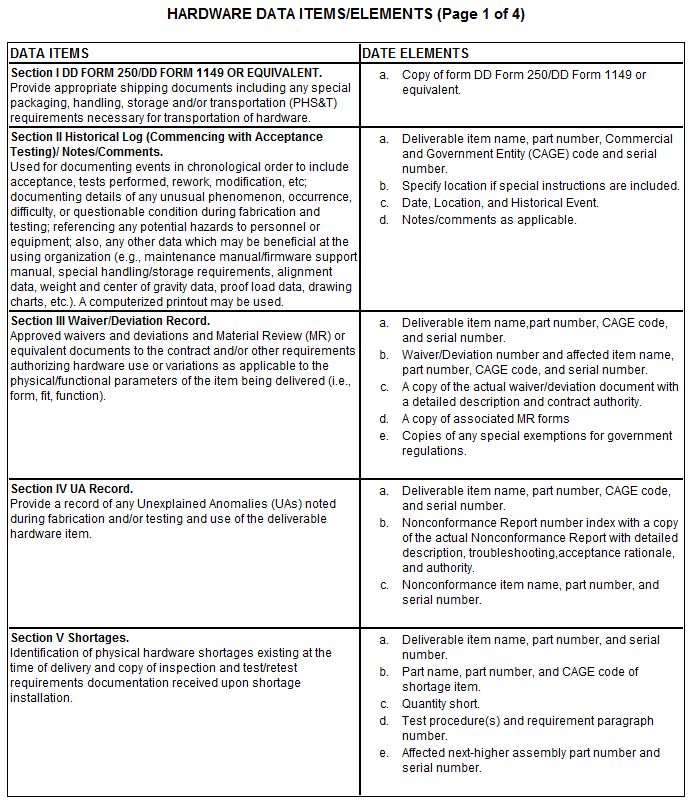 HARDWARE DATA ITEMS/ELEMENTS (Page 1 of 4)
DATA ITEMS
DATE ELEMENTS
Section I DD FORM 250/DD FORM 1149 OR EQUIVALENT.
Provide appropriate shipping documents including any special
packaging, handling, storage and/or transportation (PHS&T)
requirements necessary for transportation of hardware.
a. Copy of form DD Form 250/DD Form 1149 or
equivalent.
Section II Historical Log (Commencing with Acceptance
Testing)/ Notes/Comments.
Used for documenting events in chronological order to include
acceptance, tests performed, rework, modification, etc;
documenting details of any unusual phenomenon, occurrence,
difficulty, or questionable condition during fabrication and
testing; referencing any potential hazards to personnel or
equipment; also, any other data which may be beneficial at the
using organization (e.g., maintenance manual/firmware support
manual, special handling/storage requirements, alignment
data, weight and center of gravity data, proof load data, drawing
charts, etc.). A computerized printout may be used.
a. Deliverable item name, part number, Commercial
and Government Entity (CAGE) code and serial
number.
b. Specify location if special instructions are included.
c. Date, Location, and Historical Event.
d. Notes/comments as applicable.
Section III Waiver/Deviation Record.
Approved waivers and deviations and Material Review (MR) or
equivalent documents to the contract and/or other requirements
authorizing hardware use or variations as applicable to the
physical/functional parameters of the item being delivered (i.e.,
form, fit, function).
a. Deliverable item name,part number, CAGE code,
and serial number.
b. Waiver/Deviation number and affected item name,
part number, CAGE code, and serial number.
c. A copy of the actual waiver/deviation document with
a detailed description and contract authority.
d. A copy of associated MR forms
e. Copies of any special exemptions for government
regulations.
Section IV UA Record.
Provide a record of any Unexplained Anomalies (UAs) noted
during fabrication and/or testing and use of the deliverable
hardware item.
a. Deliverable item name, part number, CAGE code,
and serial number.
b. Nonconformance Report number index with a copy
of the actual Nonconformance Report with detailed
description, troubleshooting,acceptance rationale,
and authority.
c. Nonconformance item name, part number, and
serial number.
Section V Shortages.
Identification of physical hardware shortages existing at the
time of delivery and copy of inspection and test/retest
requirements documentation received upon shortage
installation.
a. Deliverable item name, part number, and serial
number.
b. Part name, part number, and CAGE code of
shortage item.
c. Quantity short.
d. Test procedure(s) and requirement paragraph
number.
e. Affected next-higher assembly part number and
serial number.